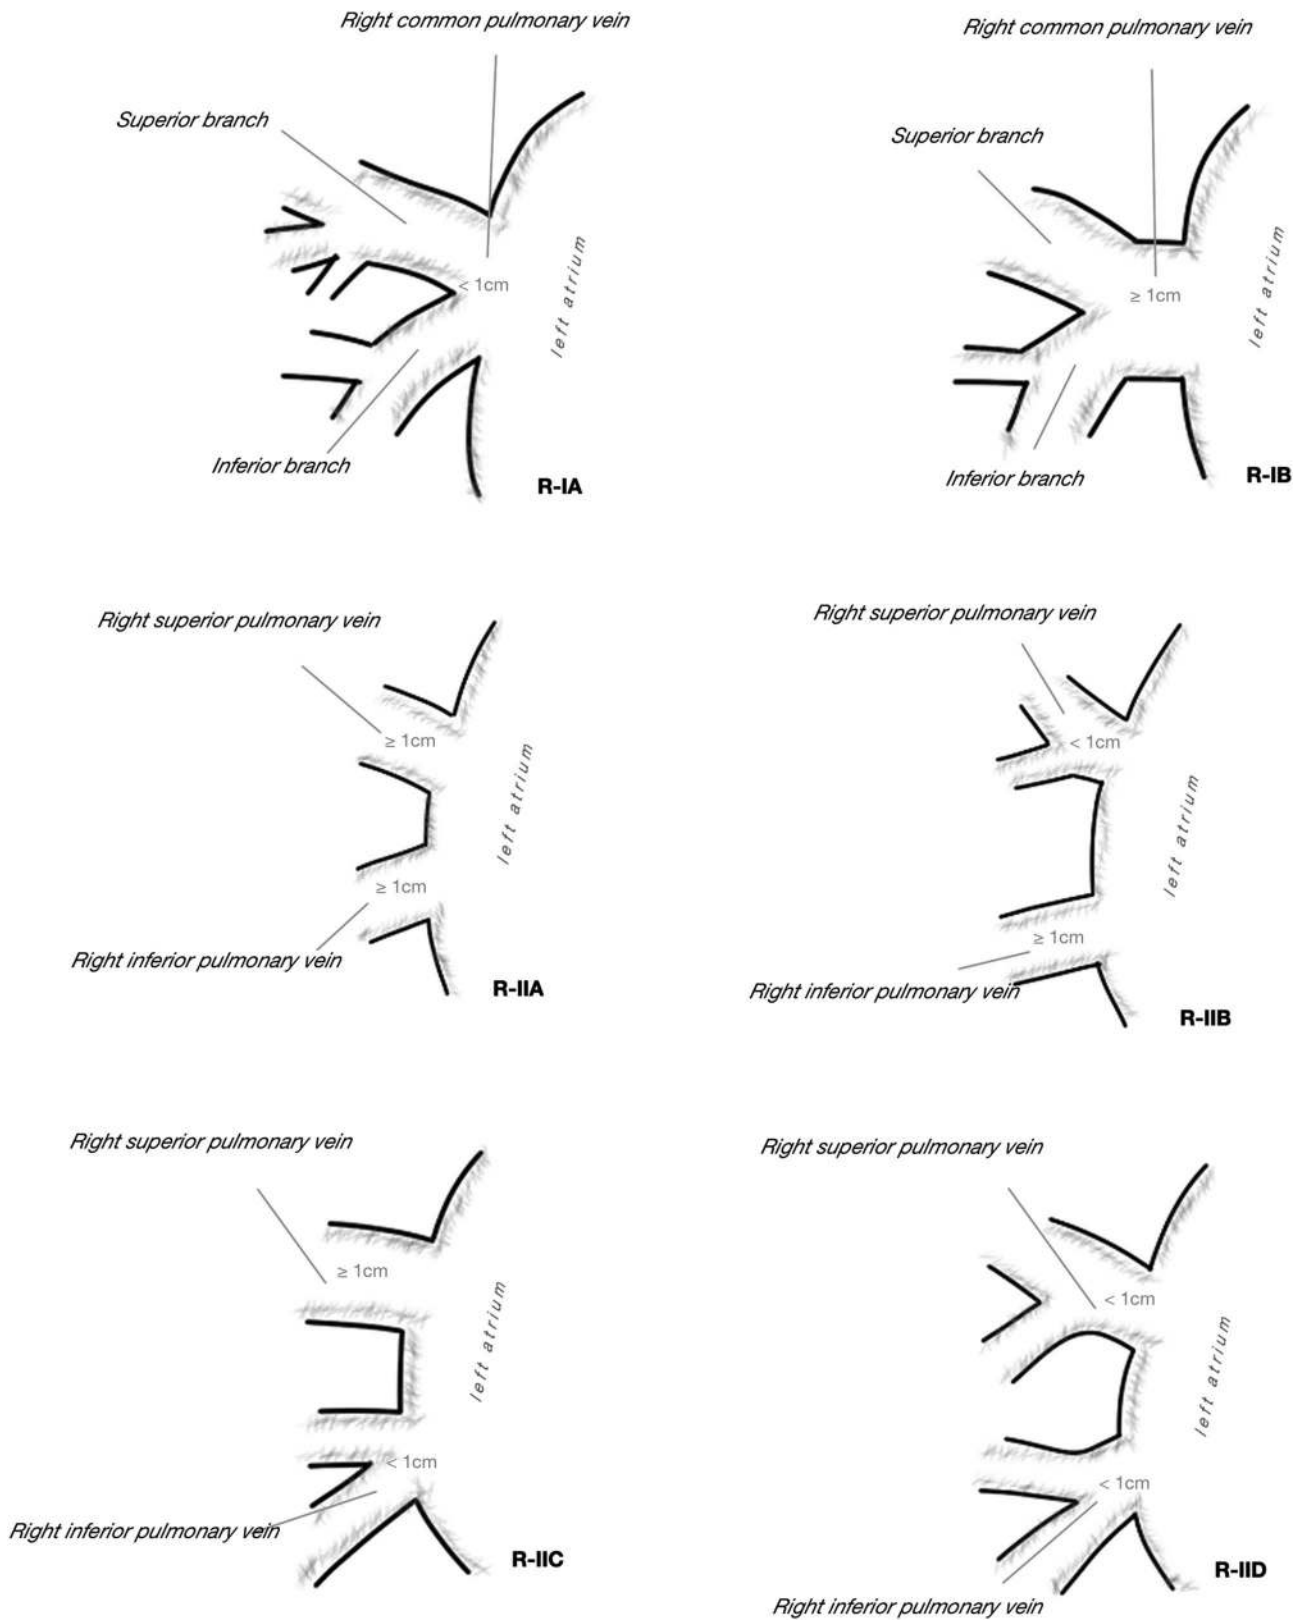 Right common pulmonary vein
Superior branch
< 1cm
left atrium
Inferior branch
R-IA
Right common pulmonary vein
Superior branch
≥ 1cm
left atrium
Inferior branch
R-IB
Right superior pulmonary vein
≥ 1cm
left atrium
≥ 1cm
Right inferior pulmonary vein
R-IIA
Right superior pulmonary vein
< 1cm
left atrium
≥ 1cm
Right inferior pulmonary vein
R-IIB
Right superior pulmonary vein
≥ 1cm
left atrium
< 1cm
Right inferior pulmonary vein
R-IIC
Right superior pulmonary vein
< 1cm
left atrium
< 1cm
Right inferior pulmonary vein
R-IID